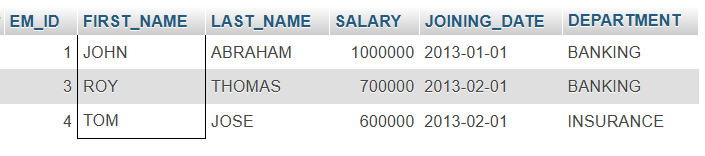 EM_ID FIRST_NAME LAST_NAME SALARY JOINING_DATE DEPARTMENT
1 JOHN ABRAHAM 1000000 2013-01-01 BANKING
3 ROY THOMAS 700000 2013-02-01 BANKING
4 TOM JOSE 600000 2013-02-01 INSURANCE